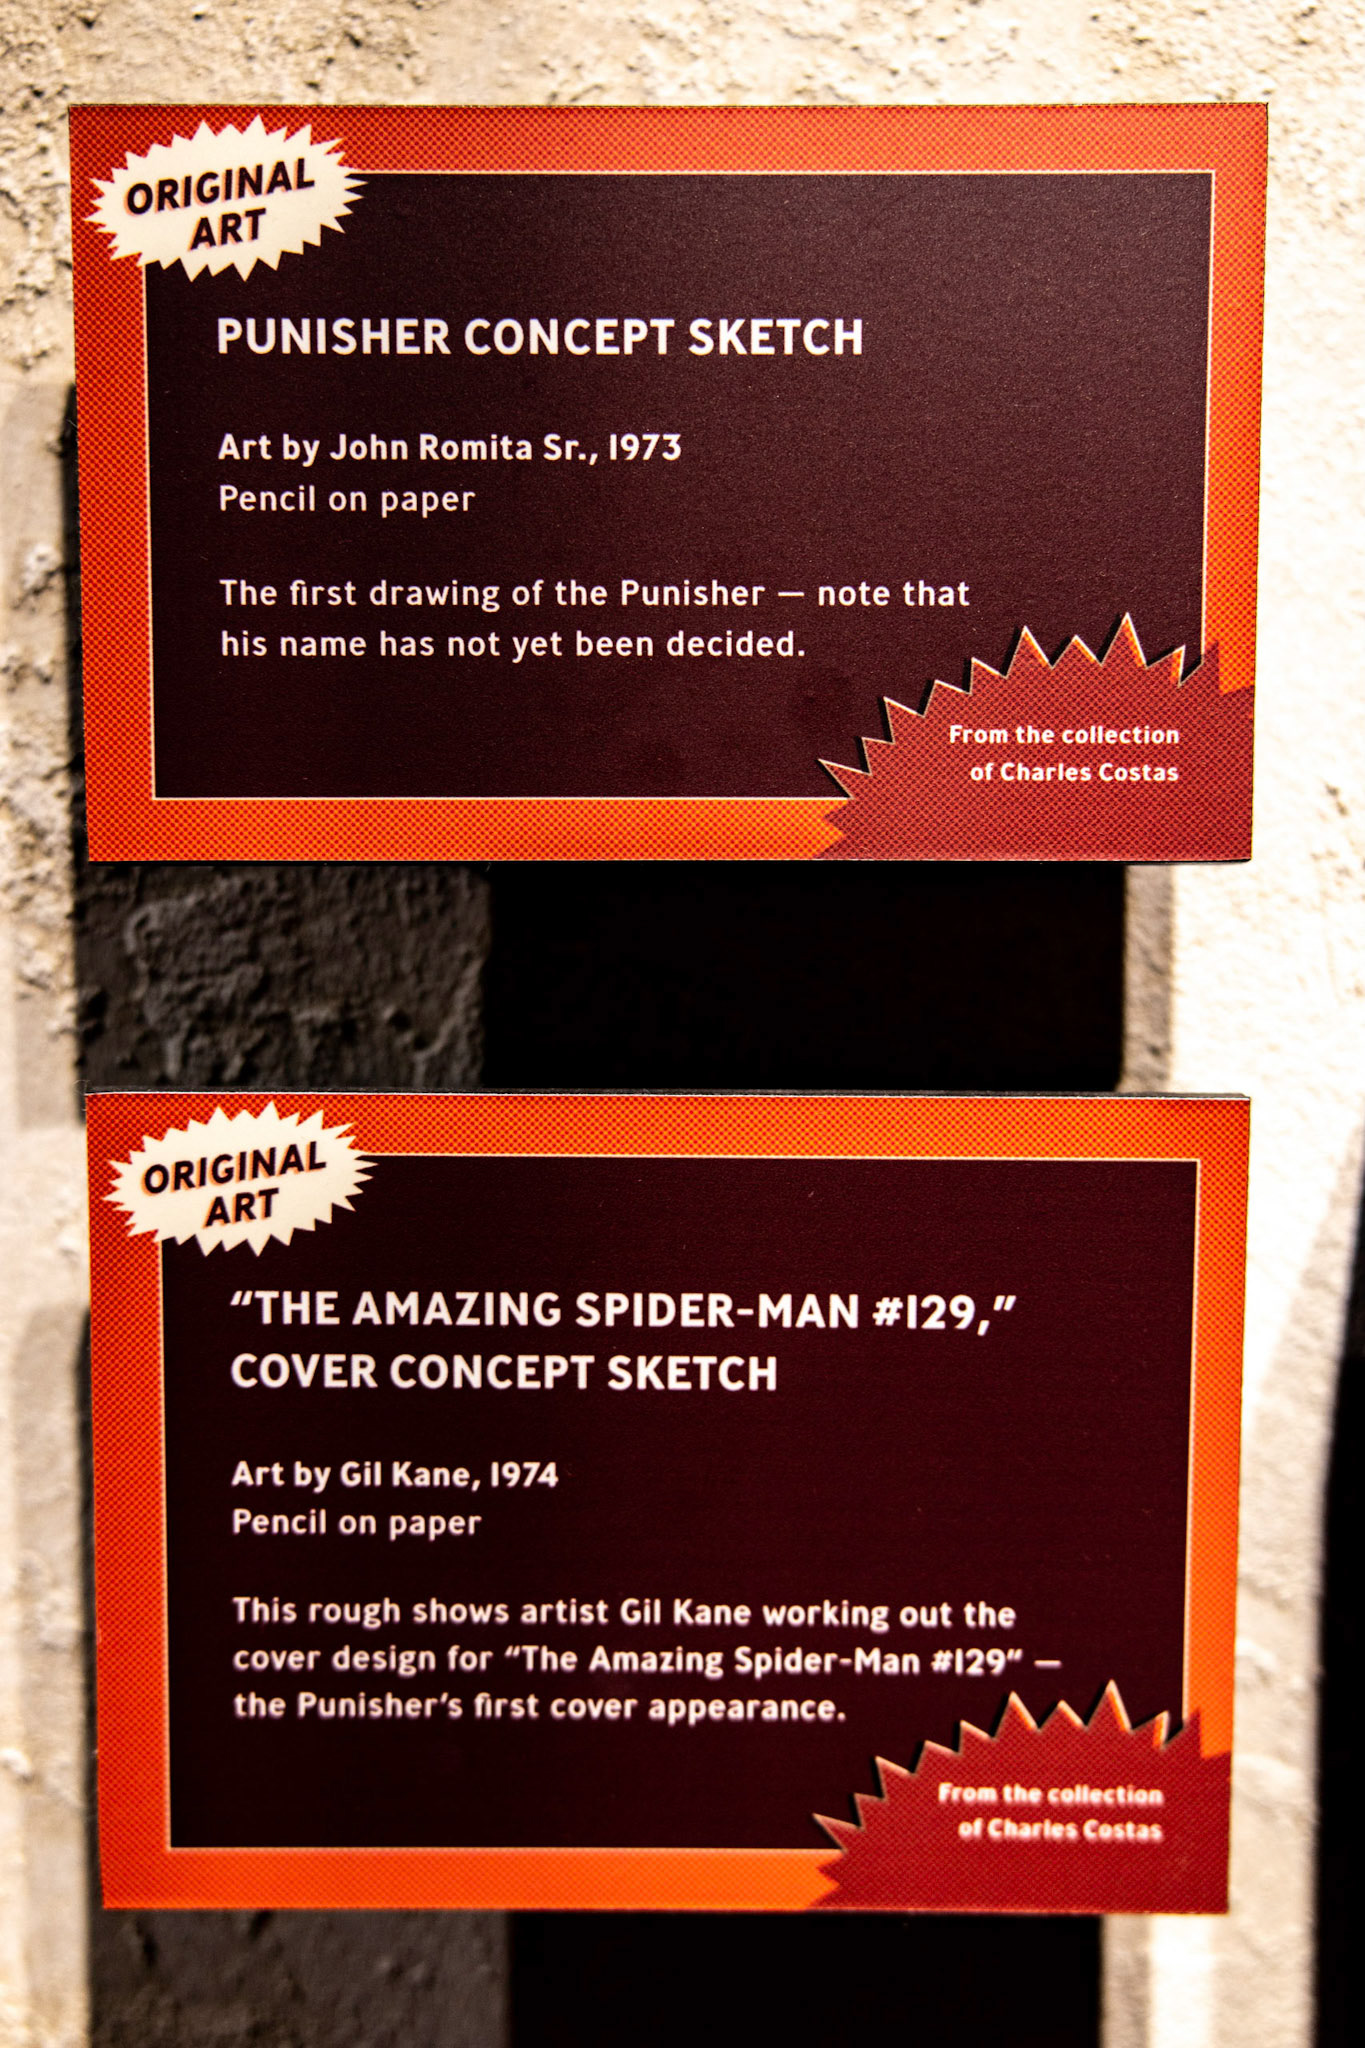 ORIGINAL
ART
PUNISHER CONCEPT SKETCH
Art by John Romita Sr., 1973
Pencil on paper
The first drawing of the Punisher — note that
his name has not yet been decided.
From the collection
of Charles Costas
ORIGINAL
ART
“THE AMAZING SPIDER-MAN #129,”
COVER CONCEPT SKETCH
Art by Gil Kane, 1974
Pencil on paper
This rough shows artist Gil Kane working out the
cover design for “The Amazing Spider-Man #129” —
the Punisher’s first cover appearance.
From the collection
of Charles Costas